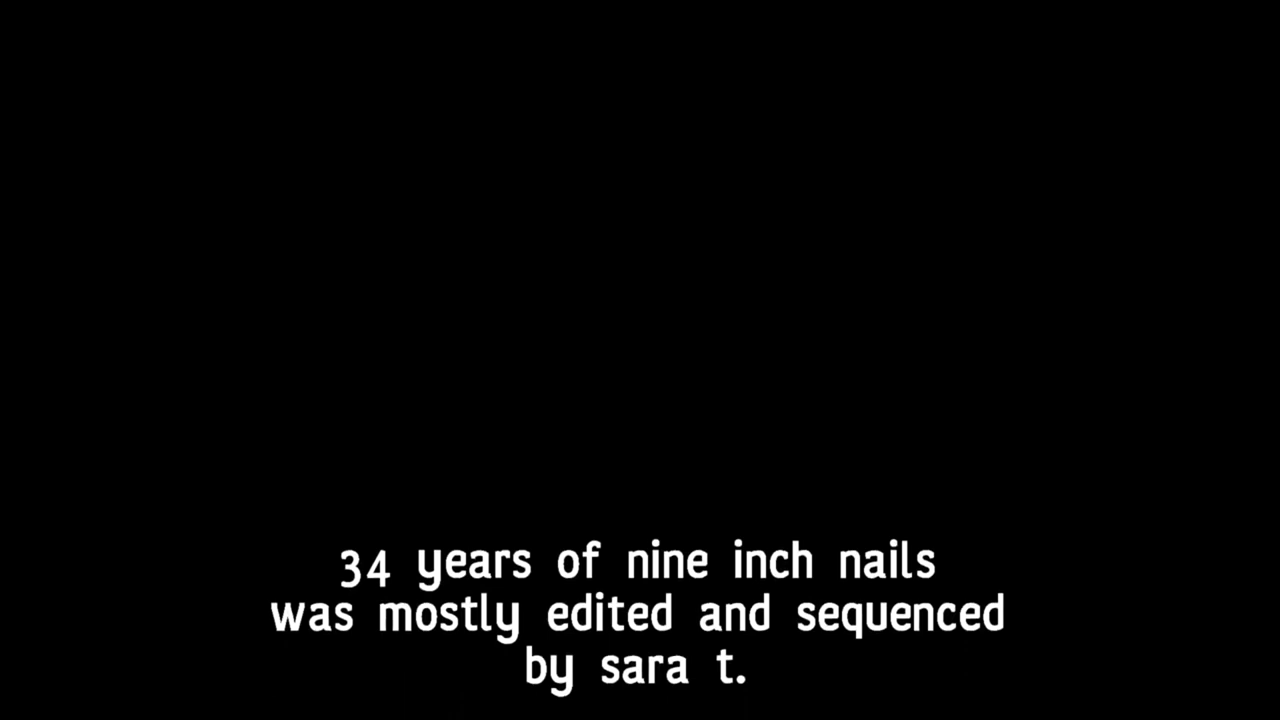 34 years of nine inch nails
was mostly edited and sequenced
by sara t.